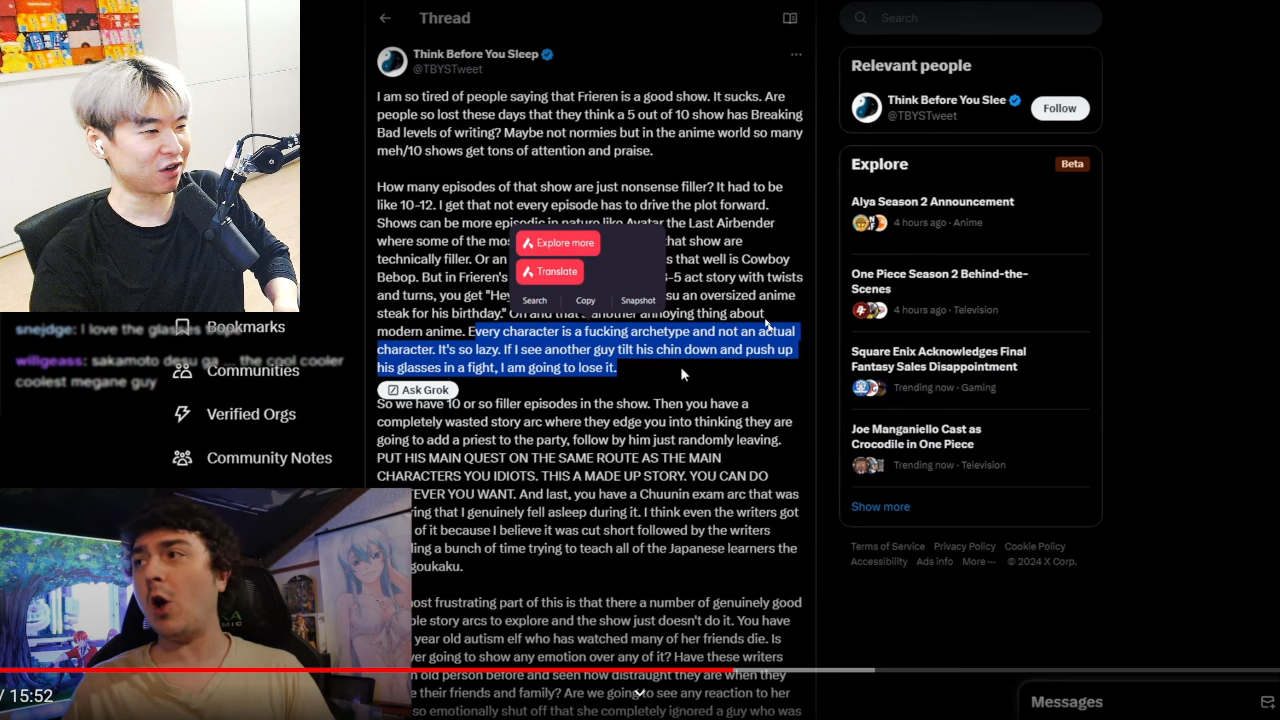 Thread
Think Before You Sleep
@TBYSTweet
I am so tired of people saying that Frieren is a good show. It sucks. Are
people so lost these days that they think a 5 out of 10 show has Breaking
Bad levels of writing? Maybe not normies but in the anime world so many
meh/10 shows get tons of attention and praise.
How many episodes of that show are just nonsense filler? It had to be
like 10-12. I get that not every episode has to drive the plot forward.
Shows can be more episodic in nature like Avatar the Last Airbender
where some of the mos
hat show are
technically filler. Or an
s that well is Cowboy
Bebop. But in Frieren's
-5 act story with twists
and turns, you get "Hey
su an oversized anime
steak for his birthday." Oh and that's another annoying thing about
modern anime. Every character is a fucking archetype and not an actual
character. It's so lazy. If I see another guy tilt his chin down and push up
his glasses in a fight, I am going to lose it.
Explore more
Translate
Search
Copy
Snapshot
Ask Grok
So we have 10 or so filler episodes in the show. Then you have a
completely wasted story arc where they edge you into thinking they are
going to add a priest to the party, follow by him just randomly leaving.
PUT HIS MAIN QUEST ON THE SAME ROUTE AS THE MAIN
CHARACTERS YOU IDIOTS. THIS A MADE UP STORY. YOU CAN DO
EVER YOU WANT. And last, you have a Chuunin exam arc that was
ring that I genuinely fell asleep during it. I think even the writers got
of it because I believe it was cut short followed by the writers
ling a bunch of time trying to teach all of the Japanese learners the
goukaku.
ost frustrating part of this is that there a number of genuinely good
ole story arcs to explore and the show just doesn't do it. You have
year old autism elf who has watched many of her friends die. Is
er going to show any emotion over any of it? Have these writers
n old person before and seen how distraught they are when they
e their friends and family? Are we going to see any reaction to her
so emotionally shut off that she completely ignored a guy who was
snejdge: I love the glasses trope
willgeass: sakamoto desu ga .... the cool cooler
coolest megane guy
Bookmarks
Communities
Verified Orgs
Community Notes
/ 15:52
Search
Relevant people
Think Before You Slee
@TBYSTweet
Follow
Explore
Beta
Alya Season 2 Announcement
4 hours ago · Anime
One Piece Season 2 Behind-the-
Scenes
4 hours ago · Television
Square Enix Acknowledges Final
Fantasy Sales Disappointment
Trending now · Gaming
Joe Manganiello Cast as
Crocodile in One Piece
Trending now · Television
Show more
Terms of Service Privacy Policy Cookie Policy
Accessibility Ads info More ··· © 2024 X Corp.
Messages